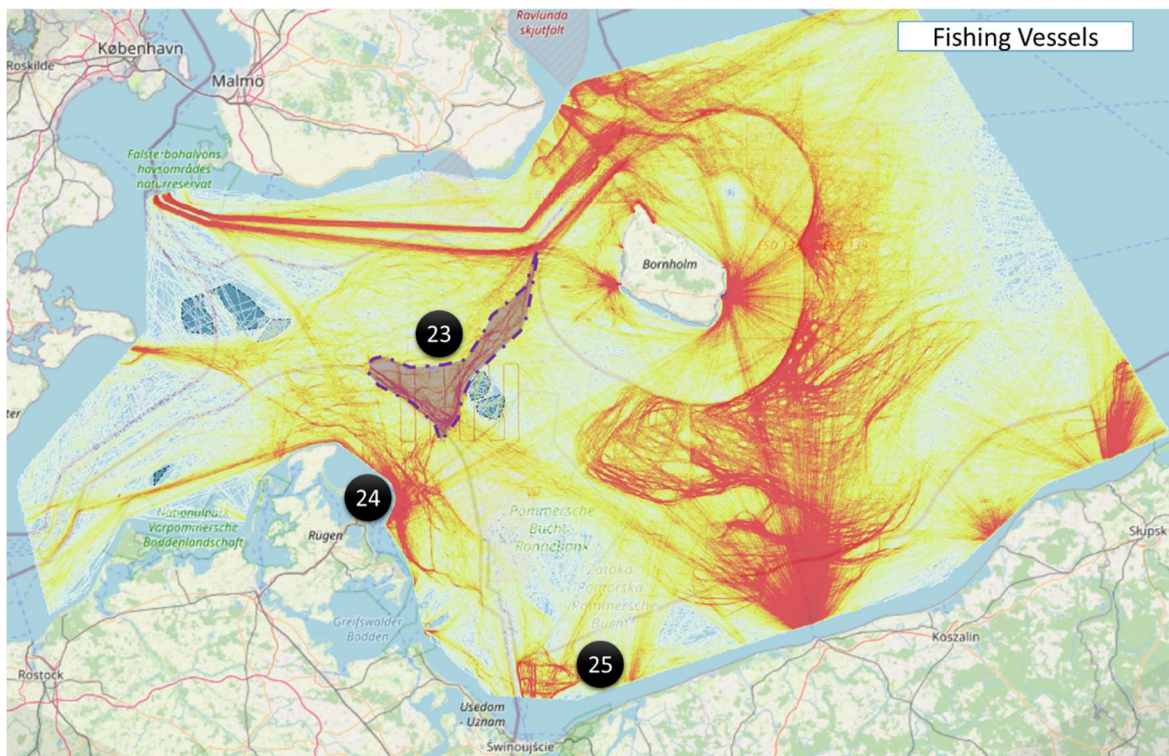 Ravlunda
skjutfält
Fishing Vessels
København
Roskilde
Malmö
Falsterbohalvöns
havsområdes
naturreservat
Bornholm
23
24
Nationalpark
Vorpommersche
Boddenlandschaft
Rügen
Pommersche
Bucht
Rønnebank
Zatoka
Pomorska
Pommersche
Bucht
Greifswalder
Bodden
25
Słupsk
Koszalin
Rostock
Usedom
- Uznam
Świnoujście